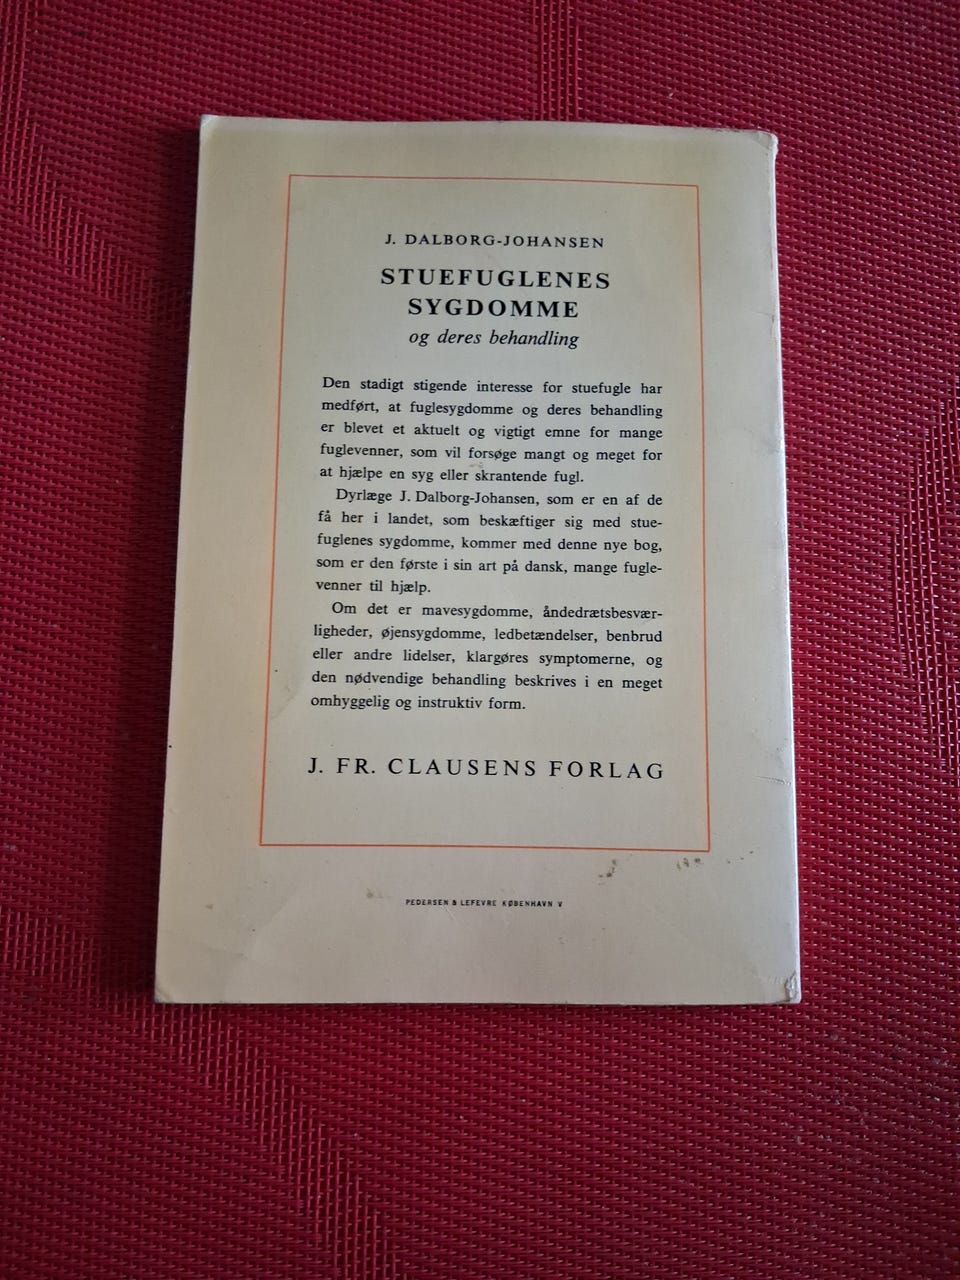 J. DALBORG-JOHANSEN
STUEFUGLENES
SYGDOMME
og deres behandling
Den stadigt stigende interesse for stuefugle har
medført, at fuglesygdomme og deres behandling
er blevet et aktuelt og vigtigt emne for mange
fuglevenner, som vil forsøge mangt og meget for
at hjælpe en syg eller skrantende fugl.
Dyrlæge J. Dalborg-Johansen, som er en af de
få her i landet, som beskæftiger sig med stue-
fuglenes sygdomme, kommer med denne nye bog,
som er den første i sin art på dansk, mange fugle-
venner til hjælp.
Om det er mavesygdomme, åndedrætsbesvær-
ligheder, øjensygdomme, ledbetændelser, benbrud
eller andre lidelser, klargøres symptomerne, og
den nødvendige behandling beskrives i en meget
omhyggelig og instruktiv form.
J. FR. CLAUSENS FORLAG
PEDERSEN & LEFEVRE KØBENHAVN V